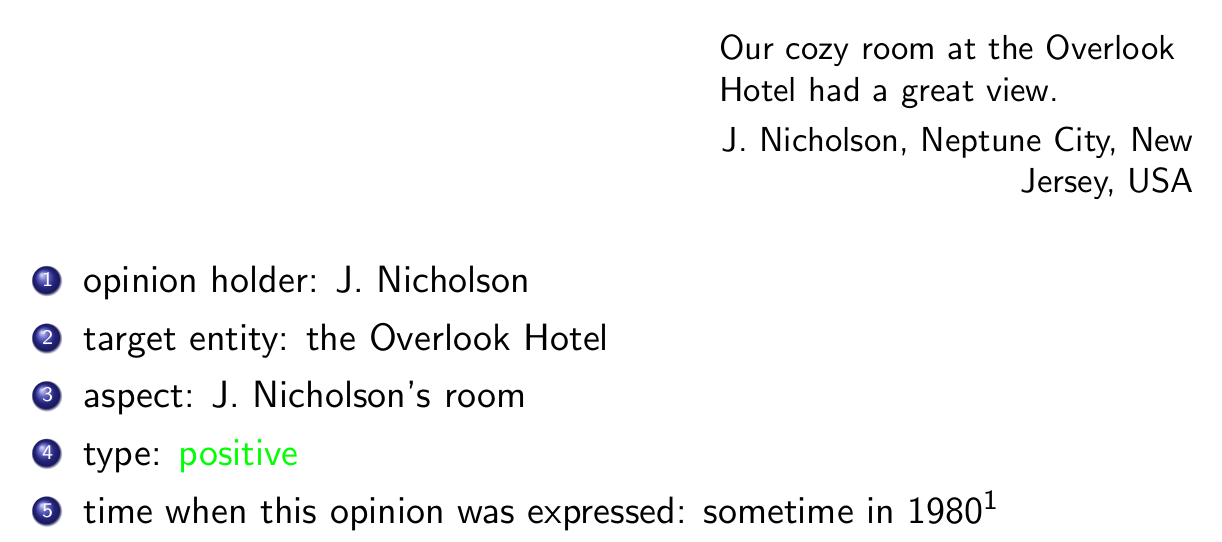 Our cozy room at the Overlook
Hotel had a great view.
J. Nicholson, Neptune City, New
Jersey, USA
1 opinion holder: J. Nicholson
2 target entity: the Overlook Hotel
3 aspect: J. Nicholson's room
4 type: positive
5 time when this opinion was expressed: sometime in 1980¹